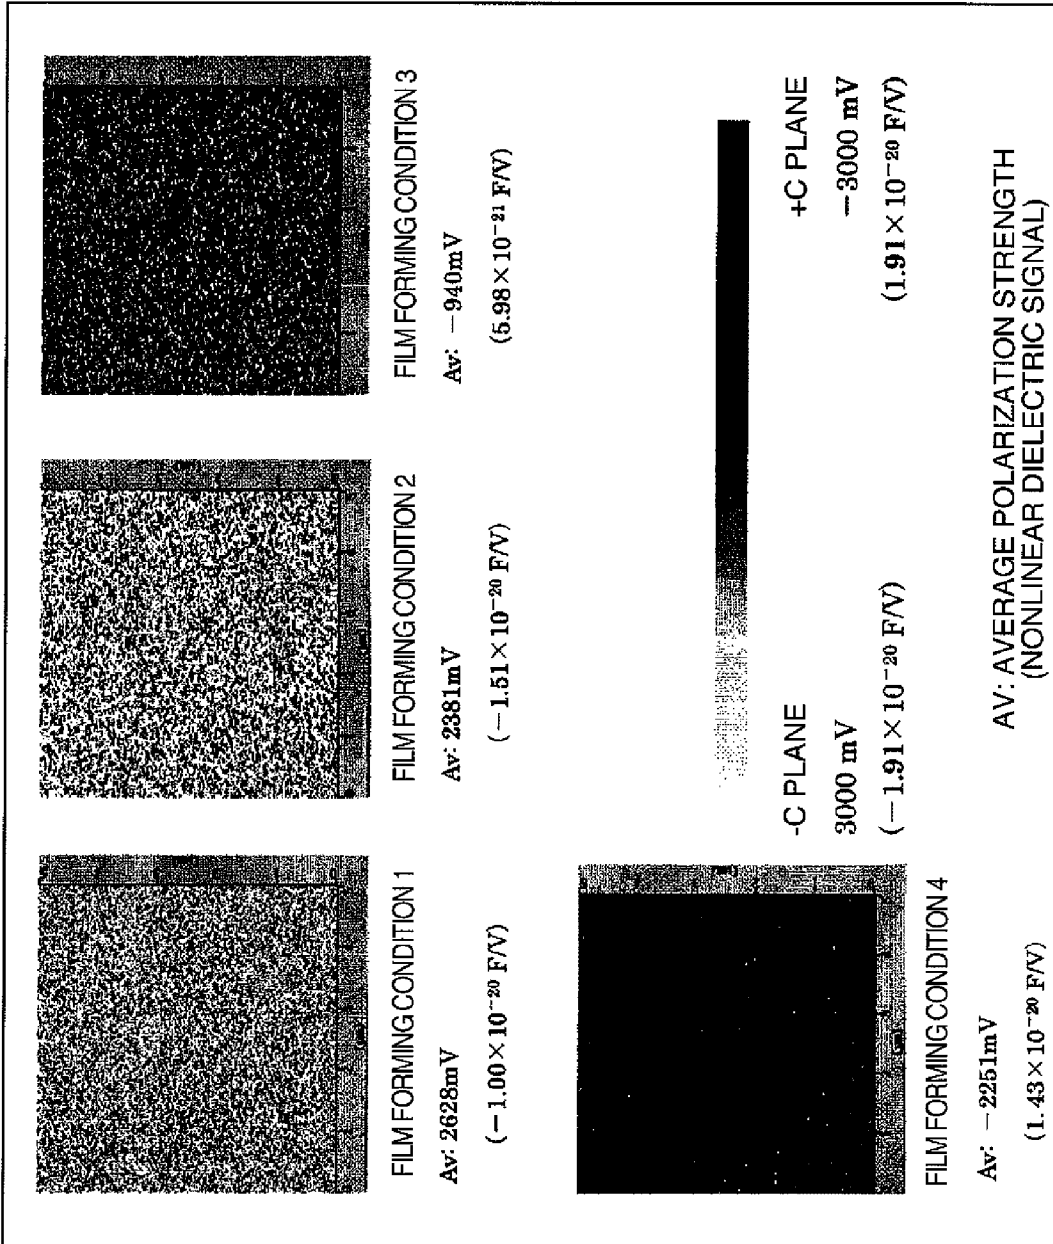 FILM FORMING CONDITION 1
Av: 2628mV
(−1.00×10⁻²⁰ F/V)
FILM FORMING CONDITION 2
Av: 2381mV
(−1.51×10⁻²⁰ F/V)
FILM FORMING CONDITION 3
Av: −940mV
(5.98×10⁻²¹ F/V)
FILM FORMING CONDITION 4
Av: −2251mV
(1.43×10⁻²⁰ F/V)
-C PLANE
3000 mV
(−1.91×10⁻²⁰ F/V)
+C PLANE
−3000 mV
(1.91×10⁻²⁰ F/V)
AV: AVERAGE POLARIZATION STRENGTH
(NONLINEAR DIELECTRIC SIGNAL)